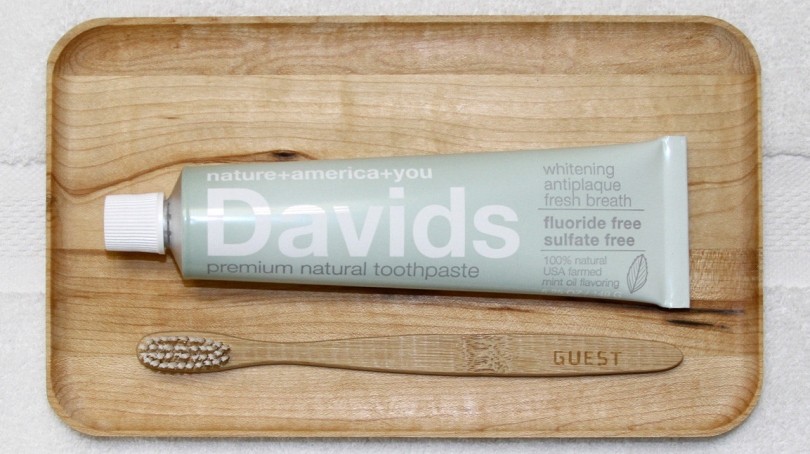 nature+america+you
Davids
premium natural toothpaste
whitening
antiplaque
fresh breath
fluoride free
sulfate free
100% natural
USA farmed
mint oil flavoring
GUEST